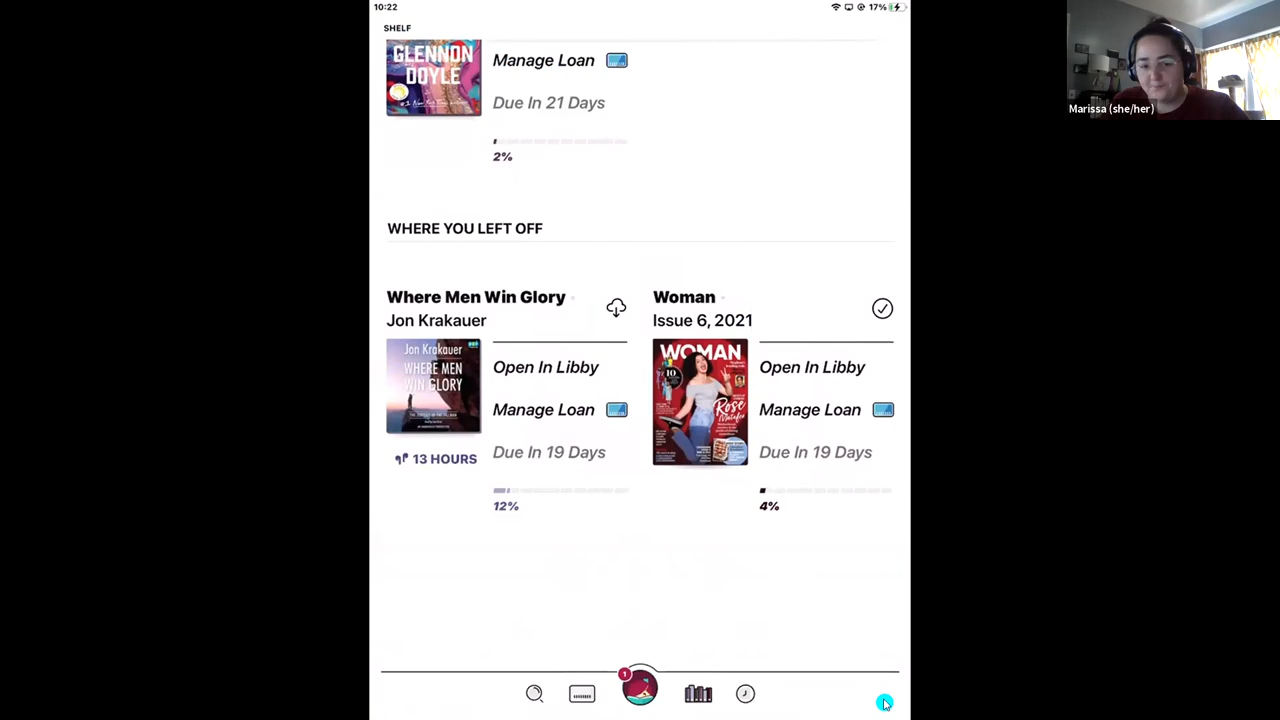 10:22
17%
SHELF
GLENNON
DOYLE
Manage Loan
Due In 21 Days
2%
WHERE YOU LEFT OFF
Where Men Win Glory
Jon Krakauer
Jon Krakauer
WHERE MEN
WIN GLORY
Open In Libby
Manage Loan
Due In 19 Days
13 HOURS
12%
Woman
Issue 6, 2021
WOMAN
10
Rose
Matafeo
Open In Libby
Manage Loan
Due In 19 Days
4%
1
Marissa (she/her)